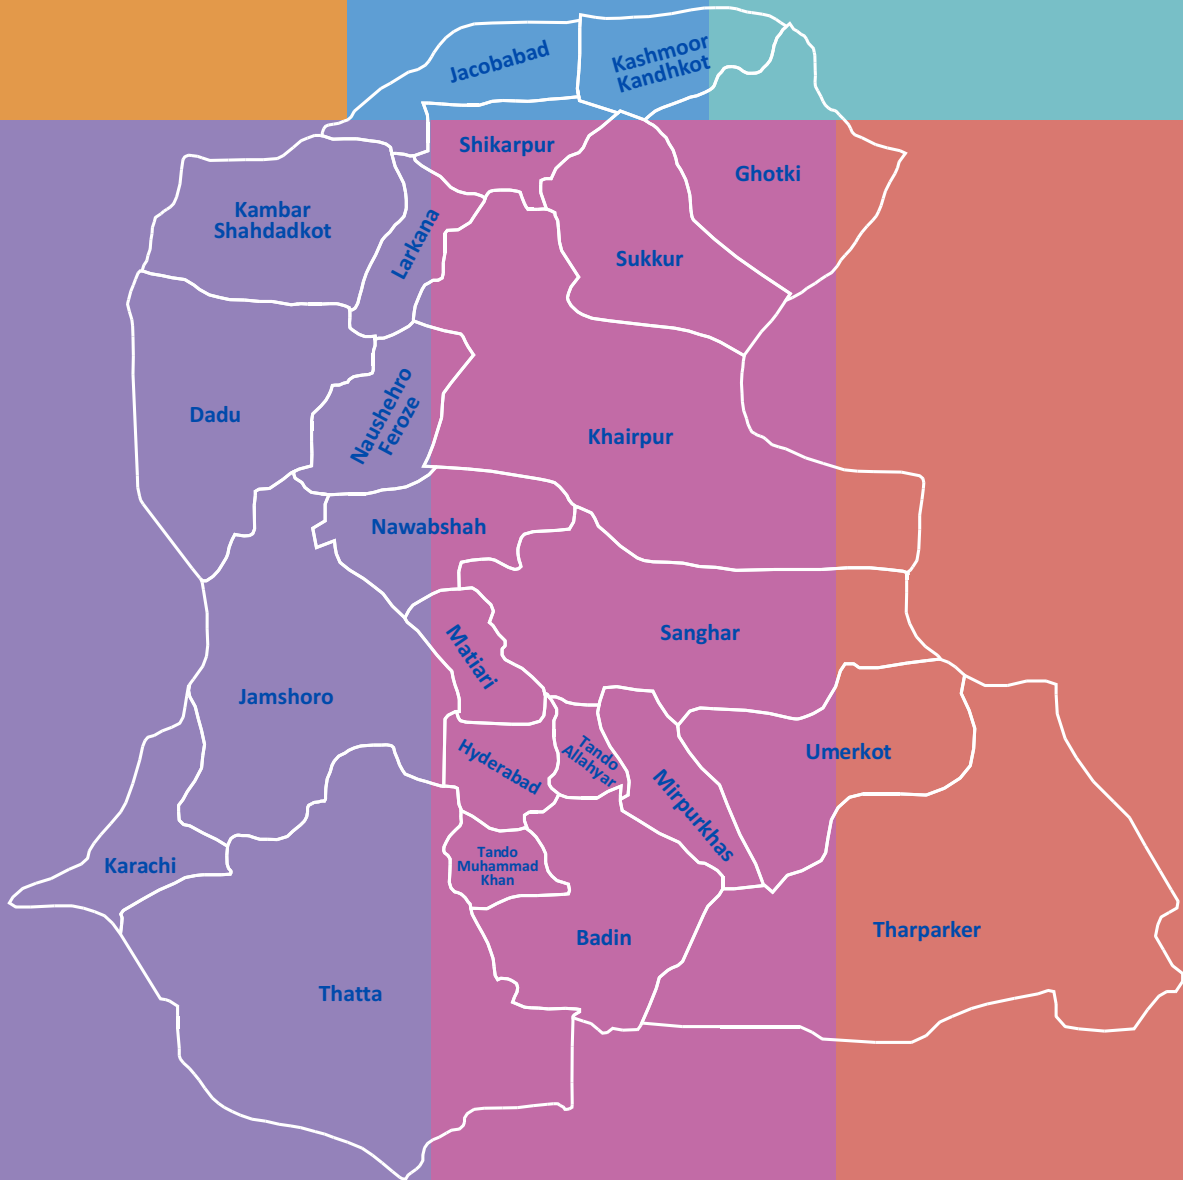 Jacobabad
Kashmoor
Kandhkot
Shikarpur
Ghotki
Kambar
Shahdadkot
Larkana
Sukkur
Dadu
Naushehro
Feroze
Khairpur
Nawabshah
Sanghar
Matiari
Jamshoro
Hyderabad
Tando
Allahyar
Umerkot
Mirpurkhas
Karachi
Tando
Muhammad
Khan
Badin
Tharparker
Thatta